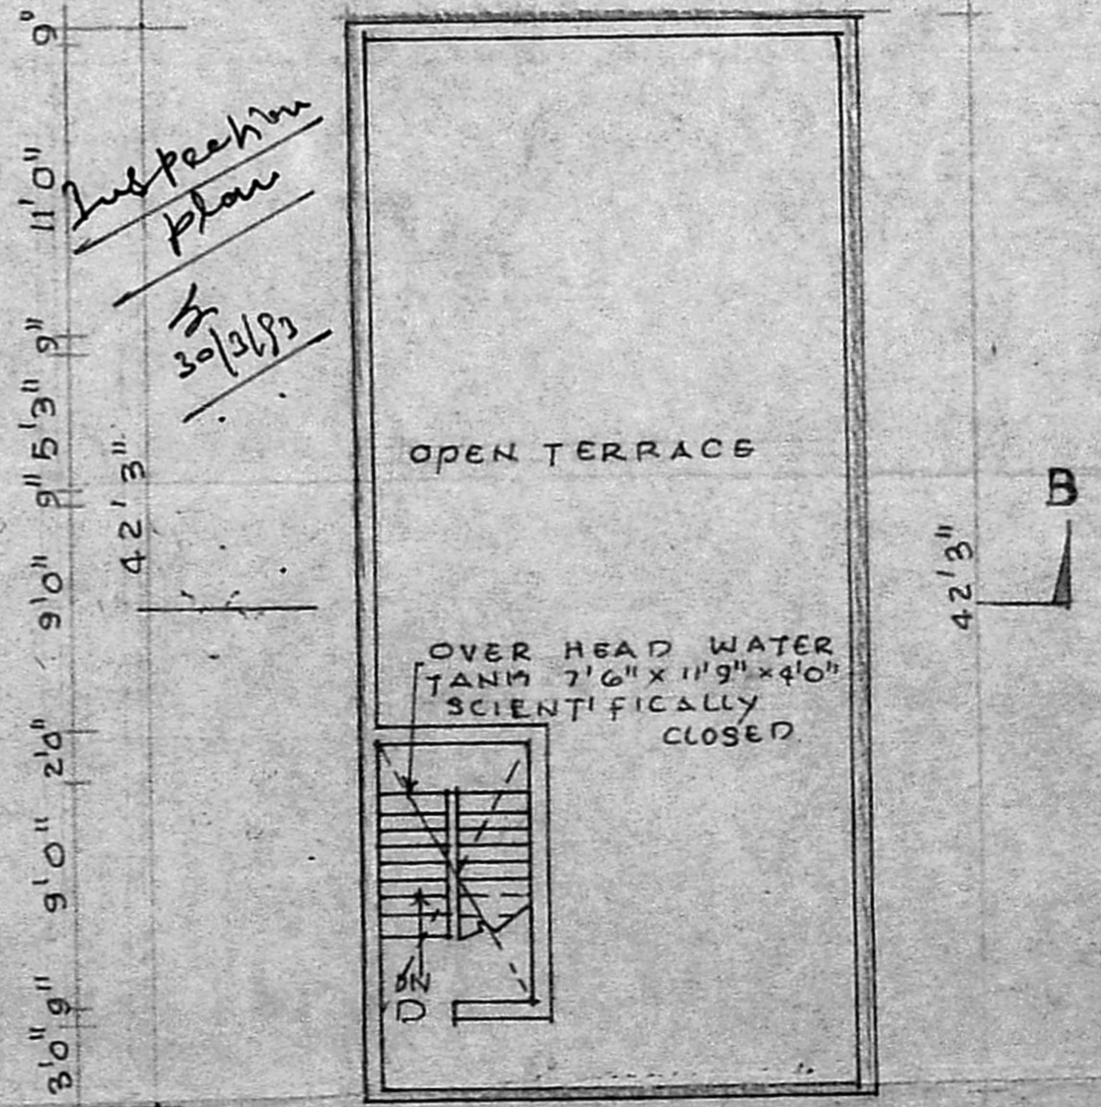 9"
11'0"
9"
5'3"
9"
9'0"
2'0"
9'0"
9"
3'0"
42'3"
Inspection
plan
30/3/93
OPEN TERRACE
OVER HEAD WATER
TANK 7'6" x 11'9" x 4'0"
SCIENTIFICALLY
CLOSED
DN
D
42'3"
B